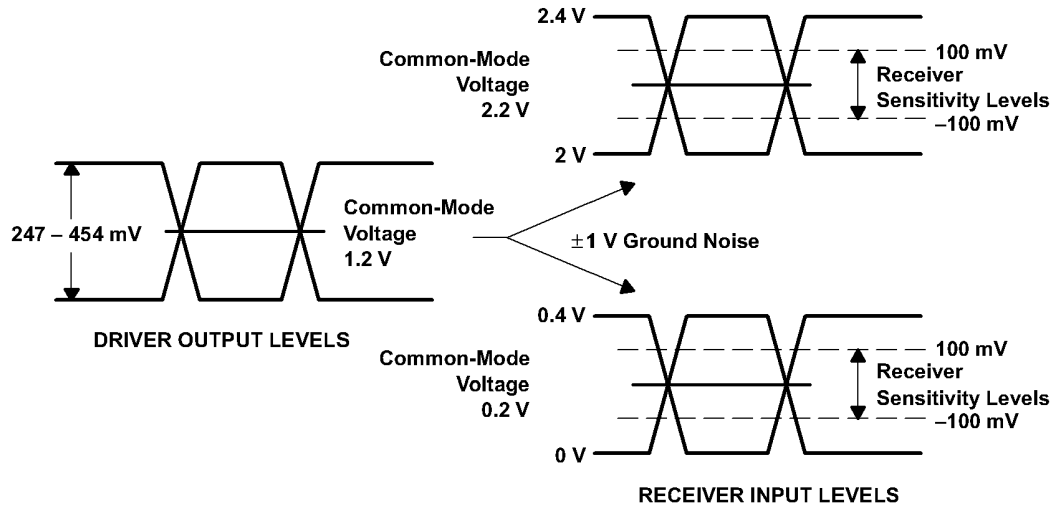 247 – 454 mV
Common-Mode
Voltage
1.2 V
DRIVER OUTPUT LEVELS
±1 V Ground Noise
2.4 V
Common-Mode
Voltage
2.2 V
2 V
100 mV
Receiver
Sensitivity Levels
–100 mV
0.4 V
Common-Mode
Voltage
0.2 V
0 V
100 mV
Receiver
Sensitivity Levels
–100 mV
RECEIVER INPUT LEVELS